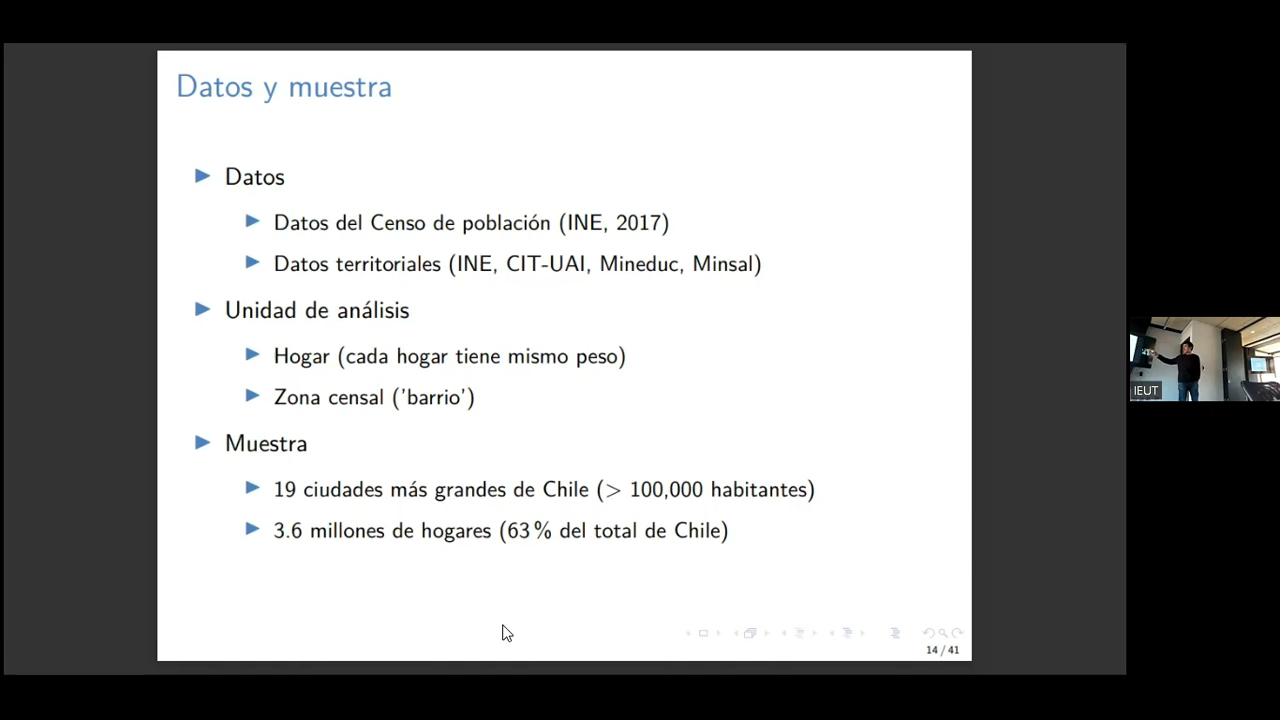 Datos y muestra
Datos
Datos del Censo de población (INE, 2017)
Datos territoriales (INE, CIT-UAI, Mineduc, Minsal)
Unidad de análisis
Hogar (cada hogar tiene mismo peso)
Zona censal ('barrio')
Muestra
19 ciudades más grandes de Chile (> 100,000 habitantes)
3.6 millones de hogares (63 % del total de Chile)
14 / 41
IEUT